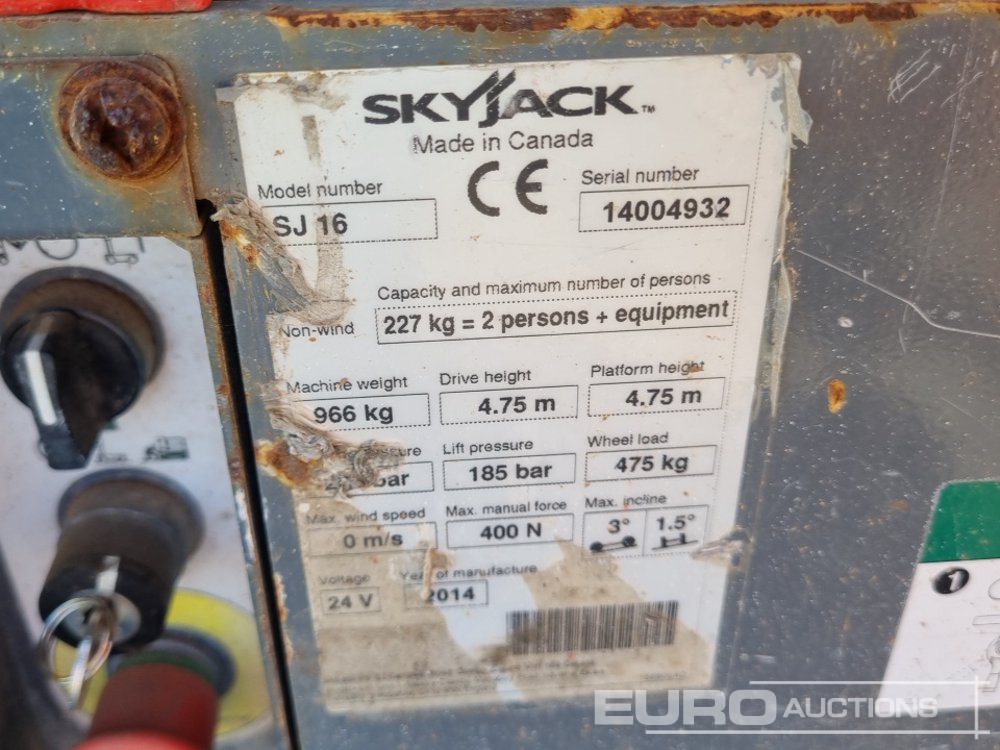 SKYJACK™
Made in Canada
Model number
SJ 16
CE
Serial number
14004932
Capacity and maximum number of persons
Non-wind
227 kg = 2 persons + equipment
Machine weight
Drive height
Platform height
966 kg
4.75 m
4.75 m
Lift pressure
Wheel load
bar
185 bar
475 kg
Max. wind speed
Max. manual force
Max. incline
0 m/s
400 N
3°
1.5°
Voltage
Year of manufacture
24 V
2014
1
EURO AUCTIONS